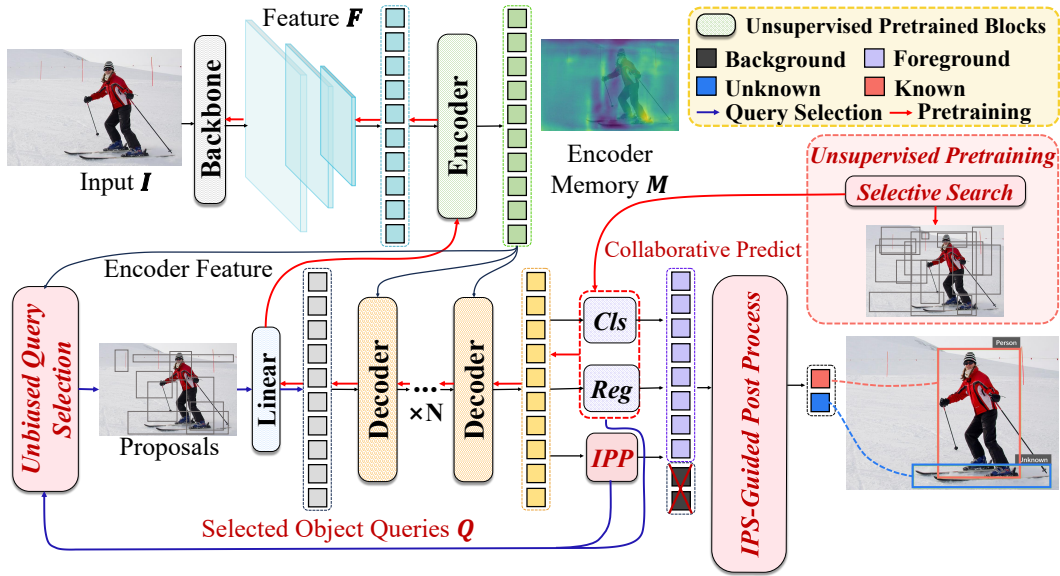 Feature F
Unsupervised Pretrained Blocks
Background
Foreground
Unknown
Known
Query Selection
Pretraining
Backbone
Encoder
Input I
Encoder
Memory M
Unsupervised Pretraining
Selective Search
Encoder Feature
Collaborative Predict
Unbiased Query
Selection
Proposals
Linear
Decoder
...
×N
Decoder
Cls
Reg
IPP
IPS-Guided Post Process
Person
Unknown
Selected Object Queries Q